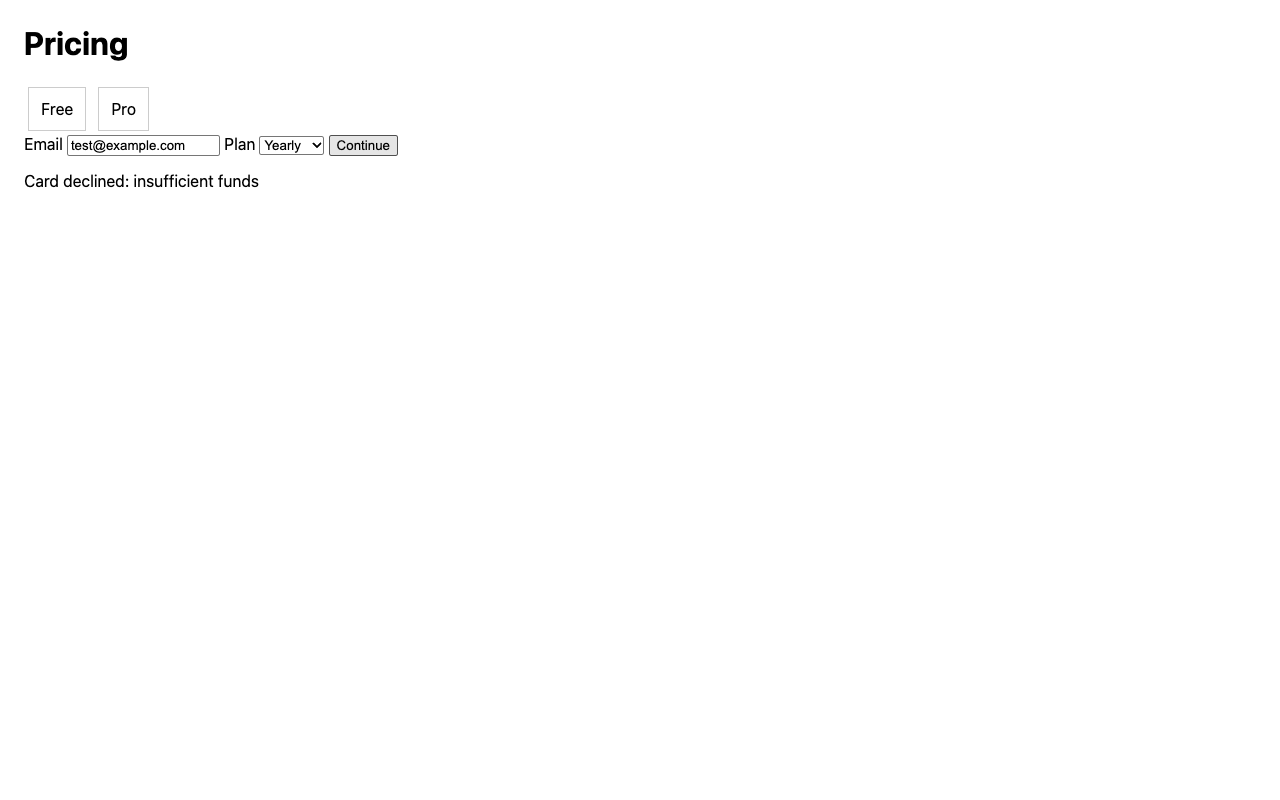 Pricing
Free Pro
Email test@example.com Plan Yearly Continue
Card declined: insufficient funds